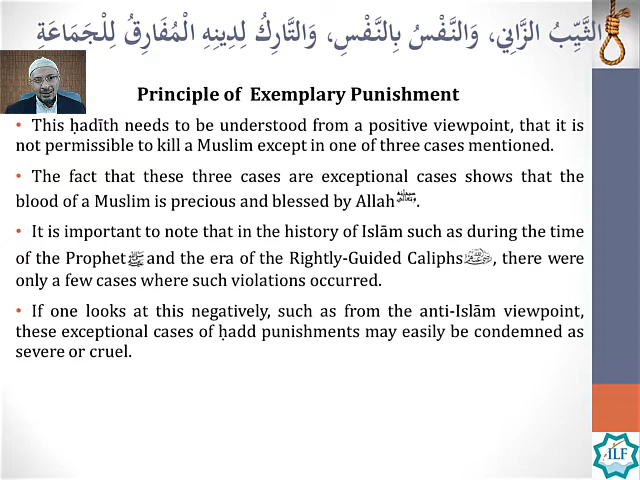 الثَّيِّبُ الزَّانِي، وَالنَّفْسُ بِالنَّفْسِ، وَالتَّارِكُ لِدِينِهِ الْمُفَارِقُ لِلْجَمَاعَةِ
Principle of Exemplary Punishment
• This ḥadīth needs to be understood from a positive viewpoint, that it is
not permissible to kill a Muslim except in one of three cases mentioned.
• The fact that these three cases are exceptional cases shows that the
blood of a Muslim is precious and blessed by Allah.
• It is important to note that in the history of Islām such as during the time
of the Prophet ﷺ and the era of the Rightly-Guided Caliphs, there were
only a few cases where such violations occurred.
• If one looks at this negatively, such as from the anti-Islām viewpoint,
these exceptional cases of ḥadd punishments may easily be condemned as
severe or cruel.
ILF